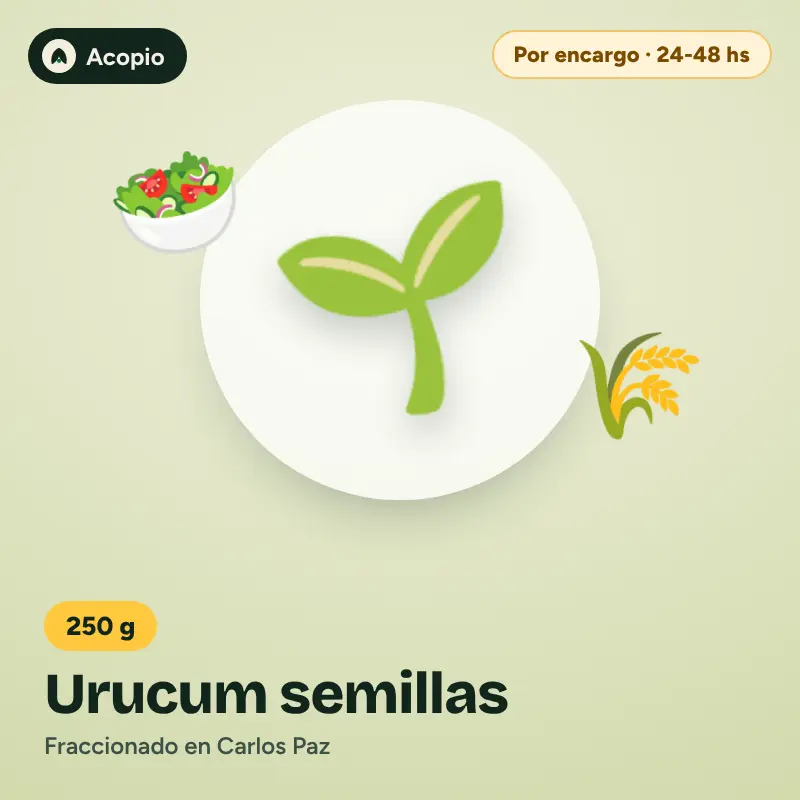 Acopio
Por encargo · 24-48 hs
250 g
Urucum semillas
Fraccionado en Carlos Paz